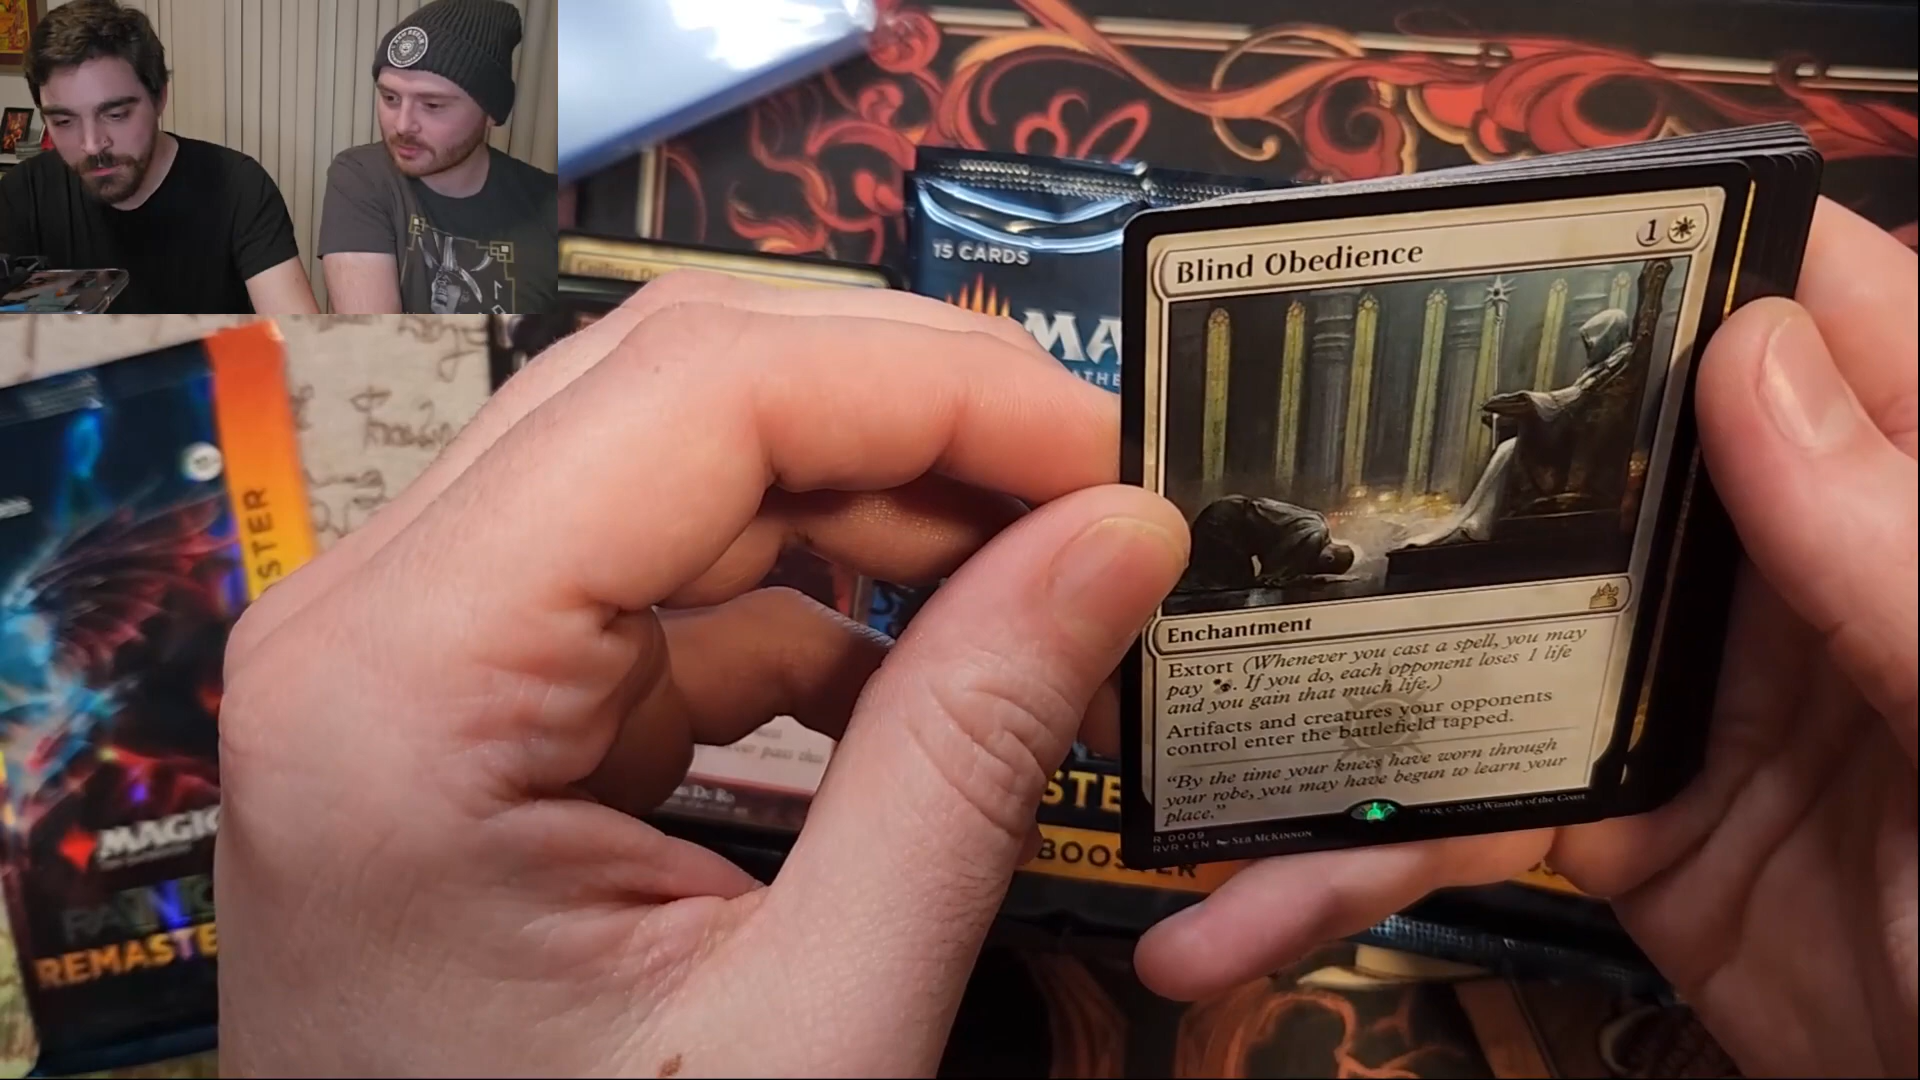 15 CARDS
MA
THE
Blind Obedience
1
Enchantment
Extort (Whenever you cast a spell, you may
pay . If you do, each opponent loses 1 life
and you gain that much life.)
Artifacts and creatures your opponents
control enter the battlefield tapped.
"By the time your knees have worn through
your robe, you may have begun to learn your
place."
R 0009
RVR • EN SEB MCKINNON
™ & © 2024 Wizards of the Coast
STE
BOOSTER
STER
MAGIC
REMASTE